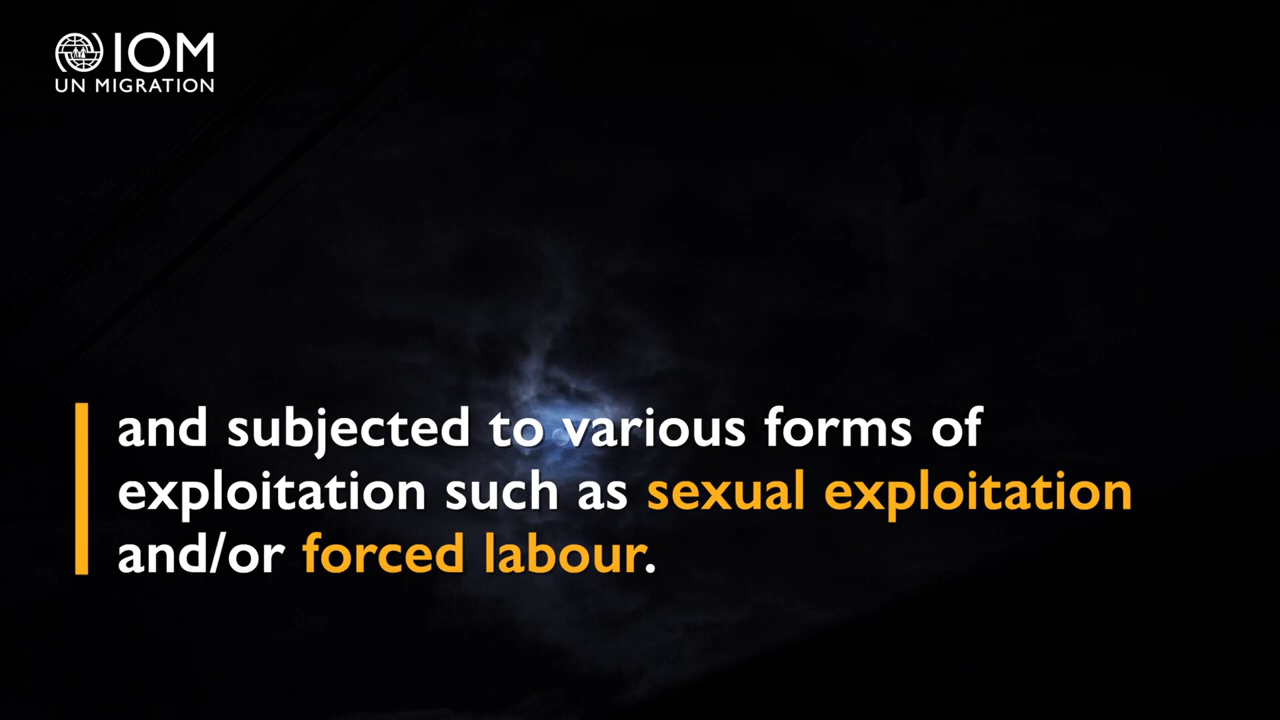 IOM
UN MIGRATION
and subjected to various forms of
exploitation such as sexual exploitation
and/or forced labour.